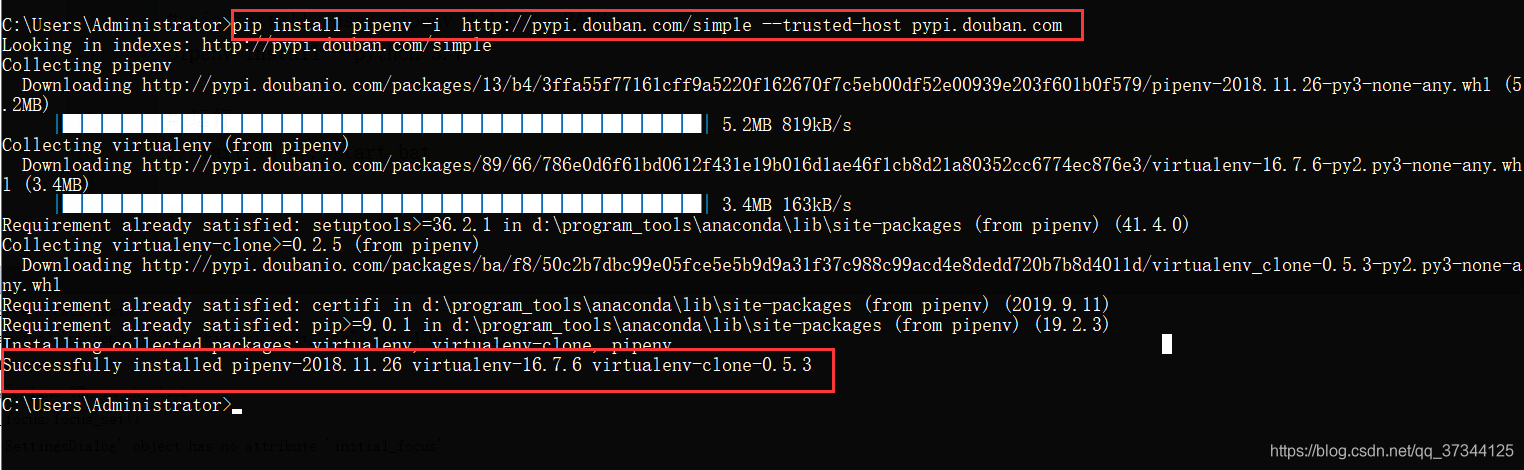 C:\Users\Administrator>pip install pipenv -i  http://pypi.douban.com/simple --trusted-host pypi.douban.com
Looking in indexes: http://pypi.douban.com/simple
Collecting pipenv
  Downloading http://pypi.doubanio.com/packages/13/b4/3ffa55f77161cff9a5220f162670f7c5eb00df52e00939e203f601b0f579/pipenv-2018.11.26-py3-none-any.whl (5
.2MB)
5.2MB 819kB/s
Collecting virtualenv (from pipenv)
  Downloading http://pypi.doubanio.com/packages/89/66/786e0d6f61bd0612f431e19b016d1ae46f1cb8d21a80352cc6774ec876e3/virtualenv-16.7.6-py2.py3-none-any.wh
l (3.4MB)
3.4MB 163kB/s
Requirement already satisfied: setuptools>=36.2.1 in d:\program_tools\anaconda\lib\site-packages (from pipenv) (41.4.0)
Collecting virtualenv-clone>=0.2.5 (from pipenv)
  Downloading http://pypi.doubanio.com/packages/ba/f8/50c2b7dbc99e05fce5e5b9d9a31f37c988c99acd4e8dedd720b7b8d4011d/virtualenv_clone-0.5.3-py2.py3-none-a
ny.whl
Requirement already satisfied: certifi in d:\program_tools\anaconda\lib\site-packages (from pipenv) (2019.9.11)
Requirement already satisfied: pip>=9.0.1 in d:\program_tools\anaconda\lib\site-packages (from pipenv) (19.2.3)
Installing collected packages: virtualenv, virtualenv-clone, pipenv
Successfully installed pipenv-2018.11.26 virtualenv-16.7.6 virtualenv-clone-0.5.3
C:\Users\Administrator>
SettingsDialog' object has no attribute 'initial_focus'
https://blog.csdn.net/qq_37344125